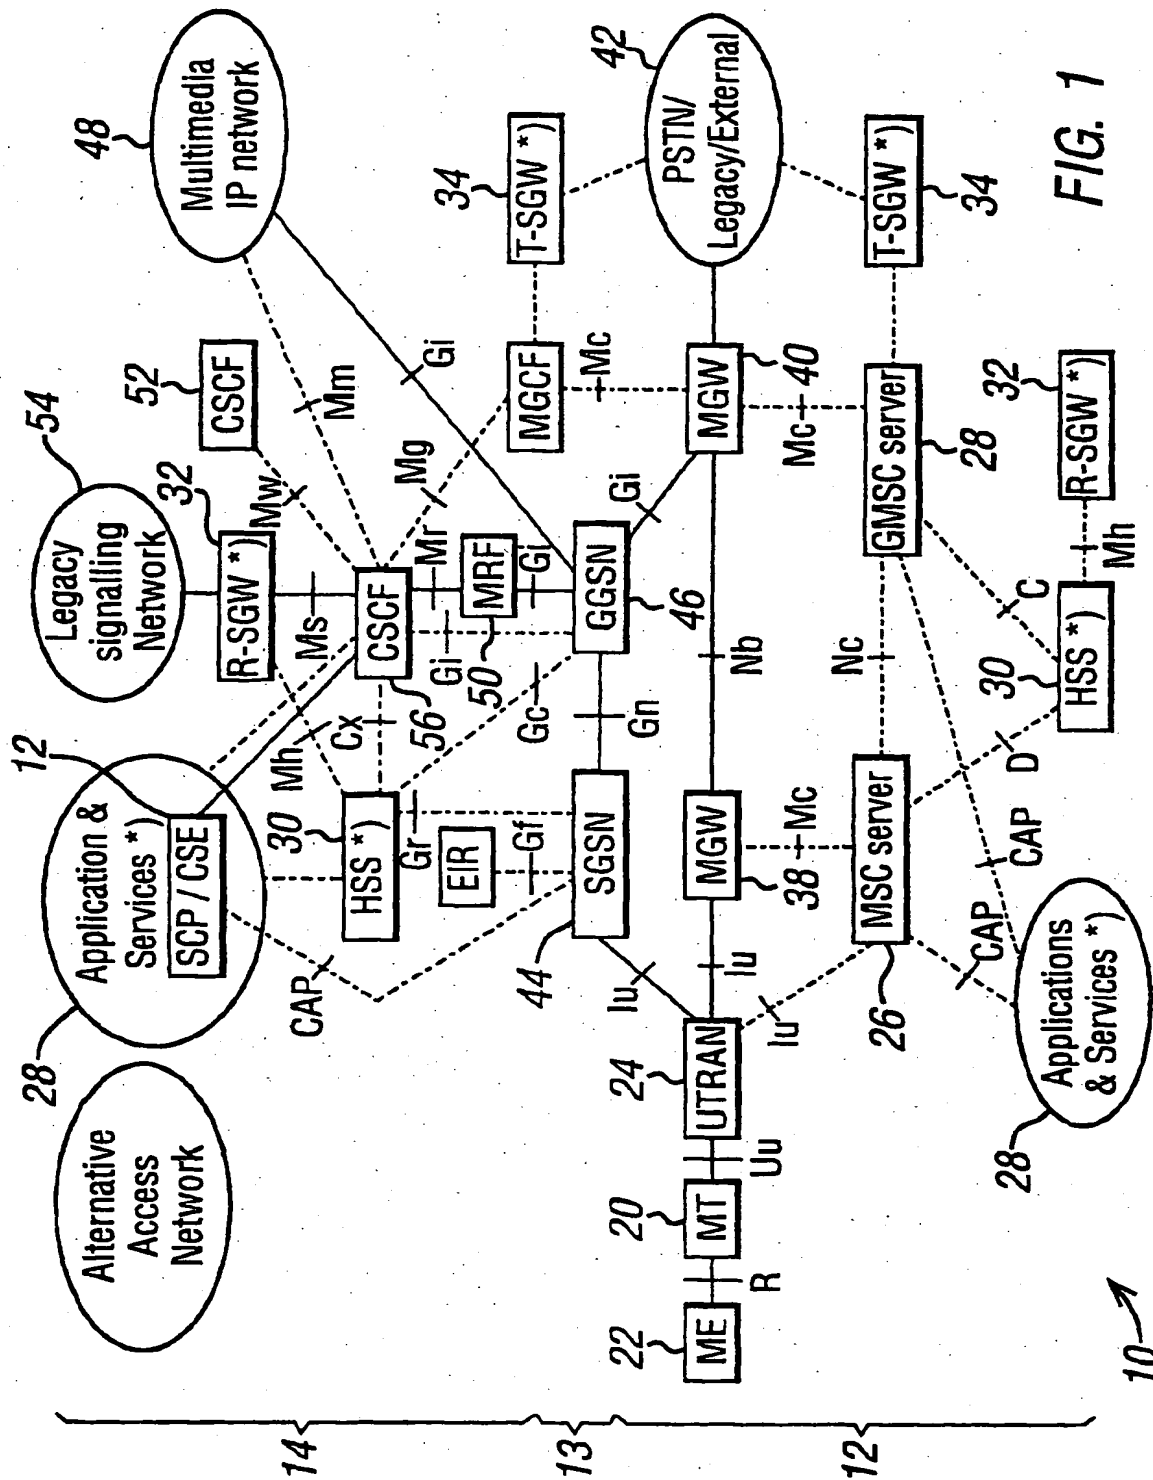 Alternative
Access
Network
28
Application &
Services *)
SCP / CSE
12
Legacy
signalling
Network
54
R-SGW *)
32
CSCF
52
Multimedia
IP network
48
Mh
Cx
Ms
Mw
Mm
Gi
CAP
HSS *)
30
CSCF
56
Gr
EIR
Gf
Gc
Gi
Mr
MRF
50
Gi
Mg
MGCF
T-SGW *)
34
Mc
SGSN
44
Gn
GGSN
46
Gi
Iu
ME
22
R
MT
20
Uu
UTRAN
24
Iu
MGW
38
Nb
MGW
40
PSTN/
Legacy/External
42
Iu
Mc
Mc
MSC server
26
Nc
GMSC server
28
T-SGW *)
34
CAP
CAP
D
C
Applications
& Services *)
28
HSS *)
30
Mh
R-SGW *)
32
14
13
12
10
FIG. 1